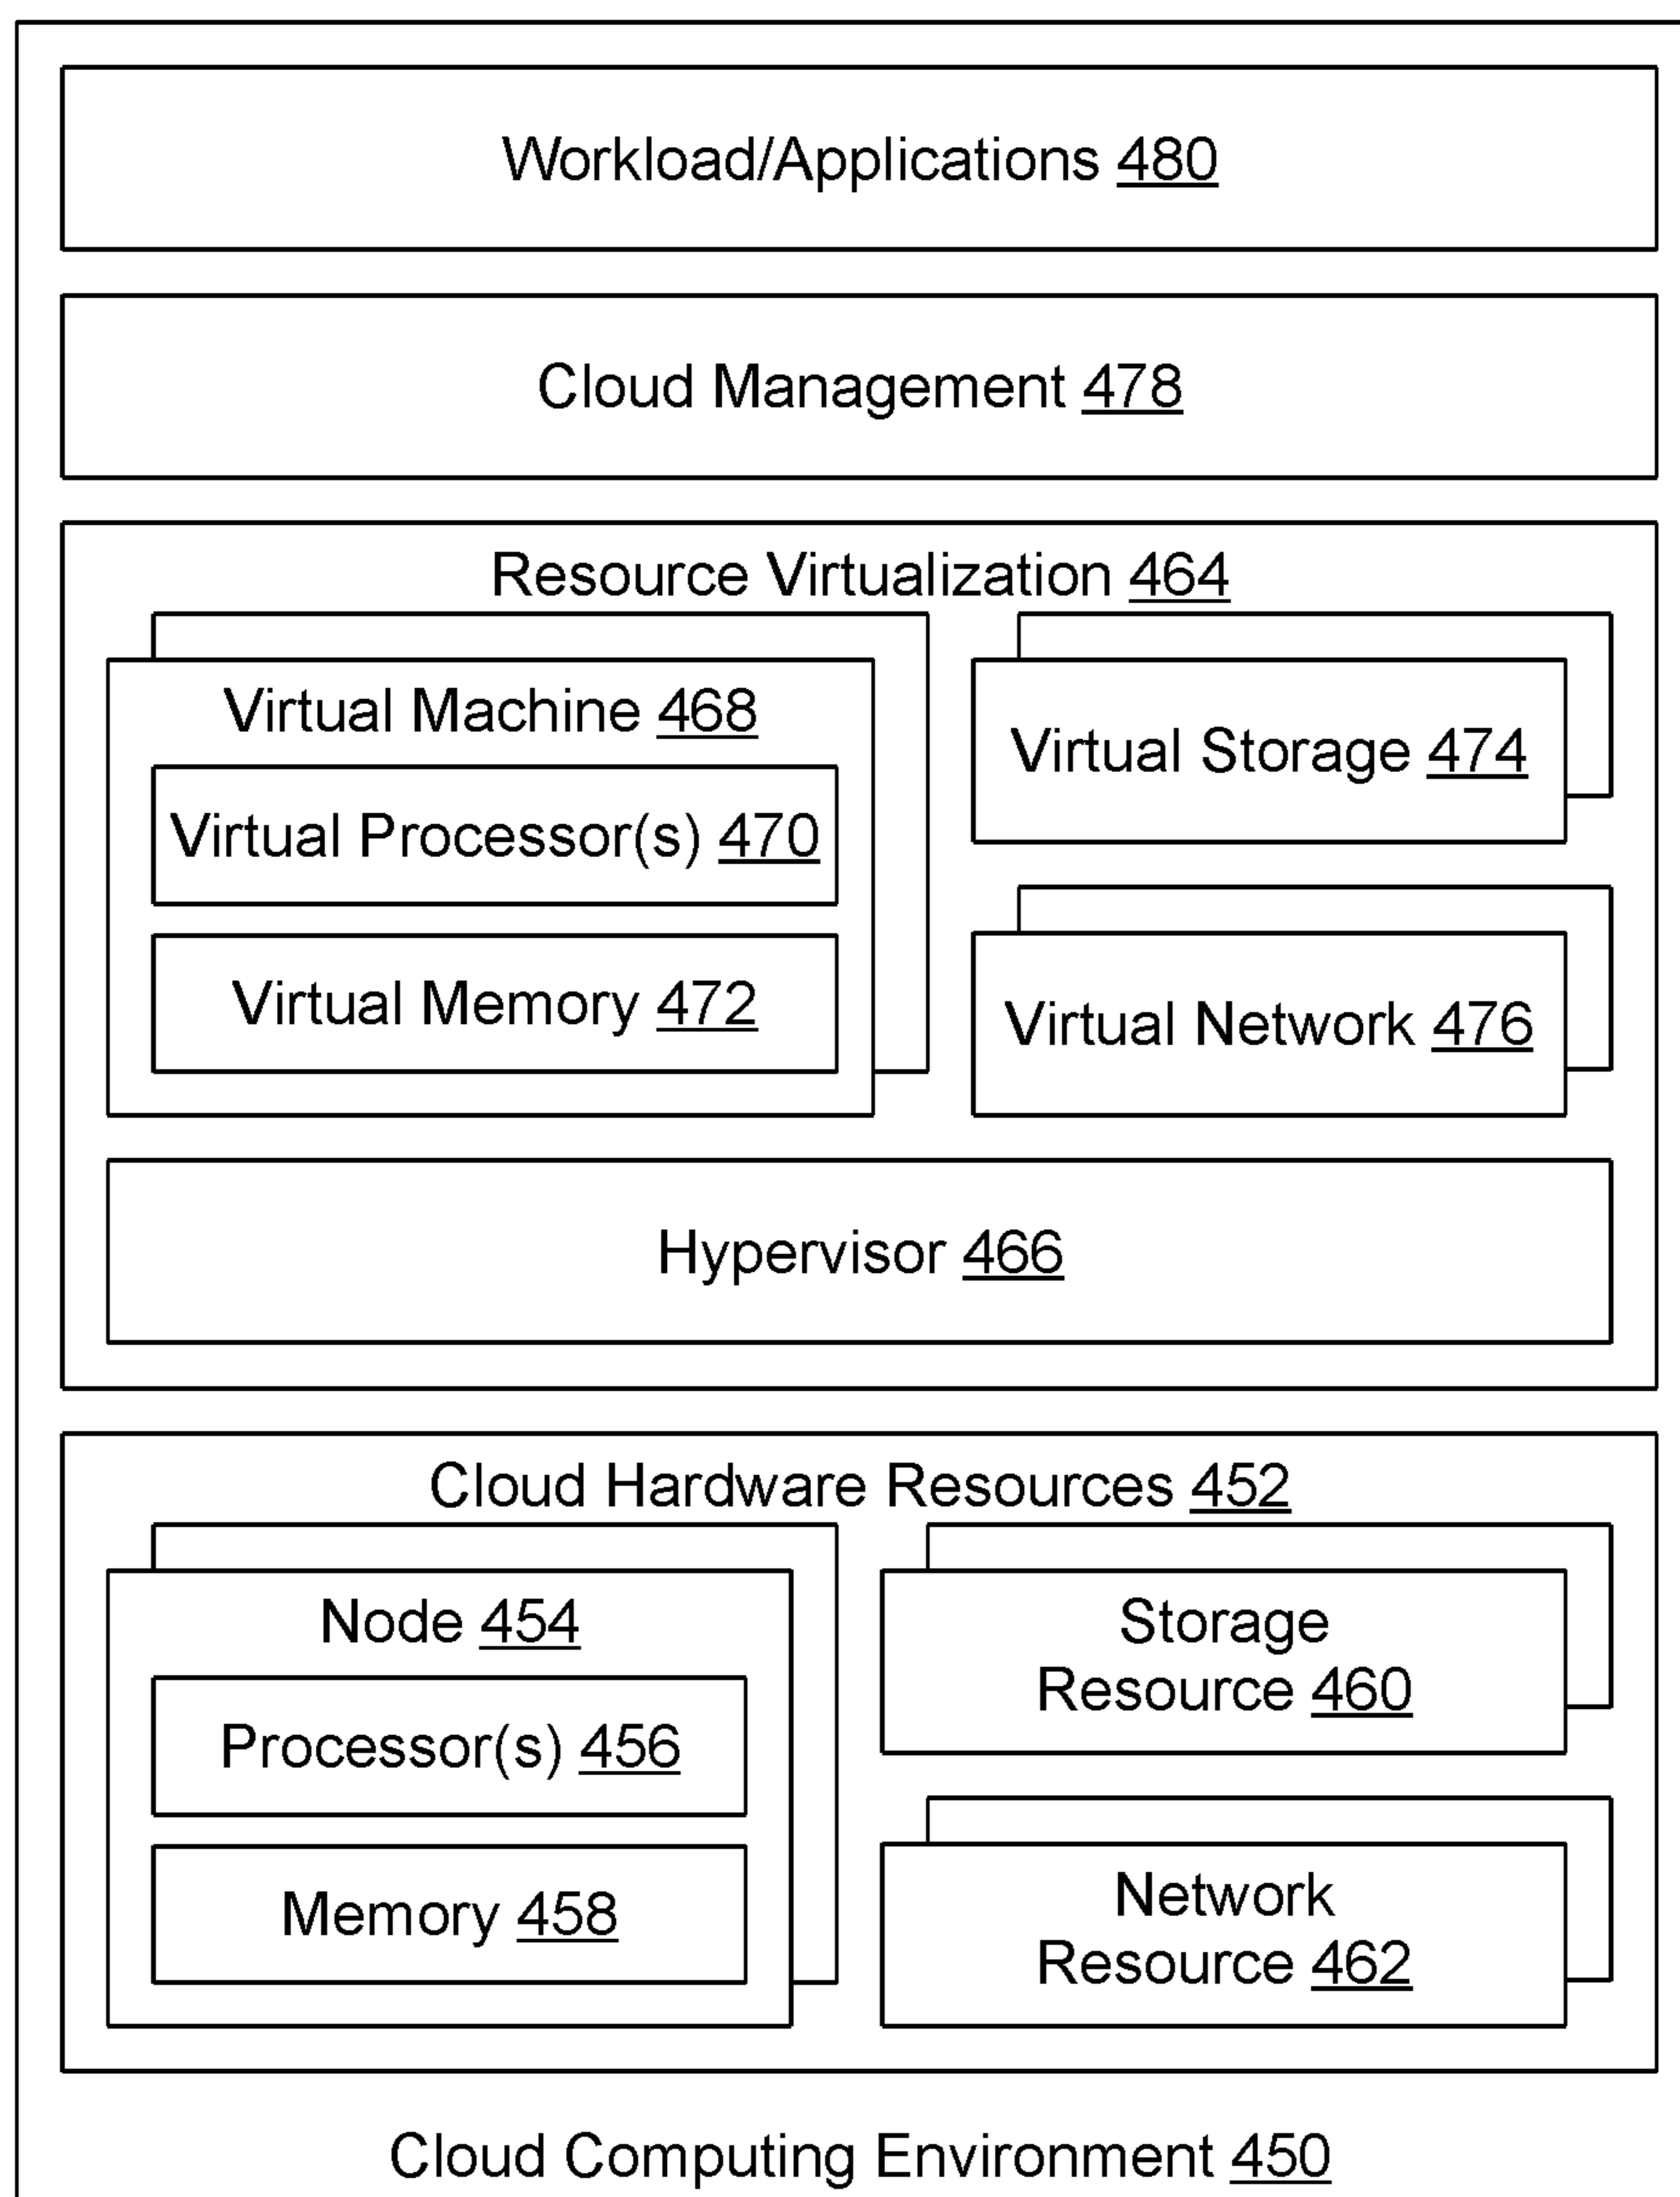 Workload/Applications 480
Cloud Management 478
Resource Virtualization 464
Virtual Machine 468
Virtual Processor(s) 470
Virtual Memory 472
Virtual Storage 474
Virtual Network 476
Hypervisor 466
Cloud Hardware Resources 452
Node 454
Processor(s) 456
Memory 458
Storage
Resource 460
Network
Resource 462
Cloud Computing Environment 450